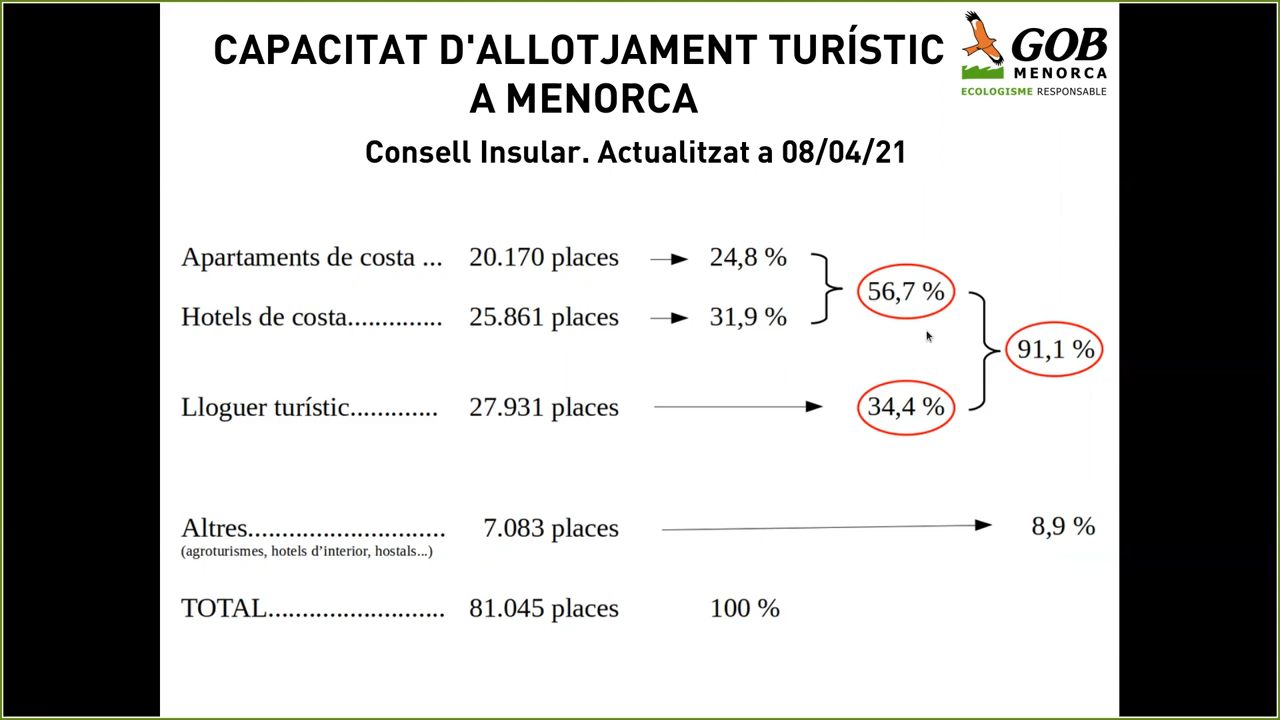 CAPACITAT D'ALLOTJAMENT TURÍSTIC
A MENORCA
GOB
MENORCA
ECOLOGISME RESPONSABLE
Consell Insular. Actualitzat a 08/04/21
Apartaments de costa ... 20.170 places 24,8 %
56,7 %
Hotels de costa.............. 25.861 places 31,9 %
91,1 %
Lloguer turístic............. 27.931 places 34,4 %
Altres............................. 7.083 places 8,9 %
(agroturismes, hotels d’interior, hostals...)
TOTAL.......................... 81.045 places 100 %